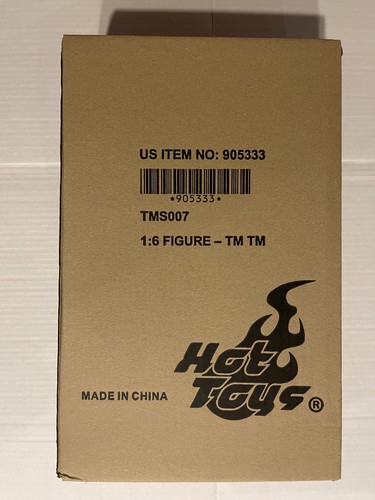 US ITEM NO: 905333
*905333*
TMS007
1:6 FIGURE – TM TM
Hot
Toys®
MADE IN CHINA